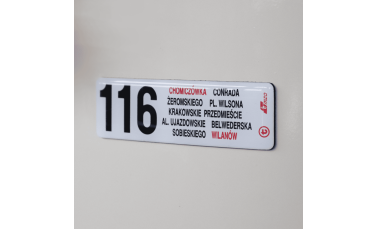 116
CHOMICZÓWKA CONRADA
ŻEROMSKIEGO PL. WILSONA
KRAKOWSKIE PRZEDMIEŚCIE
AL. UJAZDOWSKIE BELWEDERSKA
SOBIESKIEGO WILANÓW